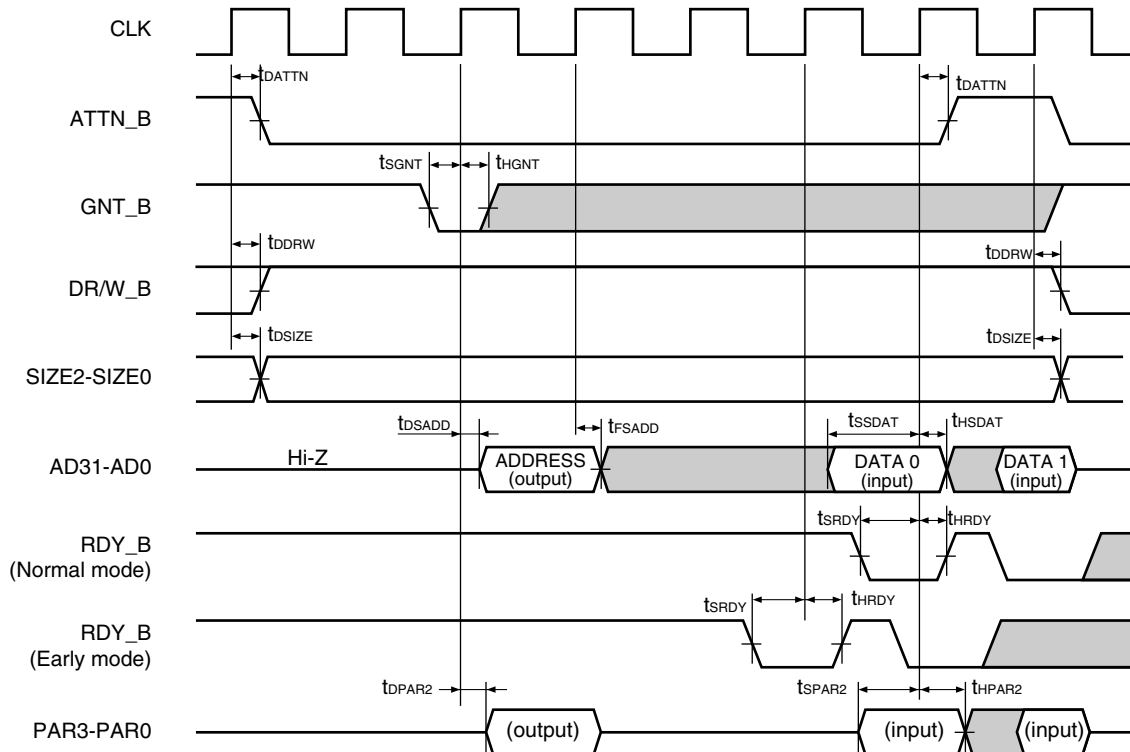 CLK
tDATTN
tDATTN
ATTN_B
tSGNT
tHGNT
GNT_B
tDDRW
tDDRW
DR/W_B
tDSIZE
tDSIZE
SIZE2-SIZE0
tDSADD
tFSADD
tSSDAT
tHSDAT
AD31-AD0
Hi-Z
ADDRESS
(output)
DATA 0
(input)
DATA 1
(input)
tSRDY
tHRDY
RDY_B
(Normal mode)
tSRDY
tHRDY
RDY_B
(Early mode)
tDPAR2
tSPAR2
tHPAR2
PAR3-PAR0
(output)
(input)
(input)